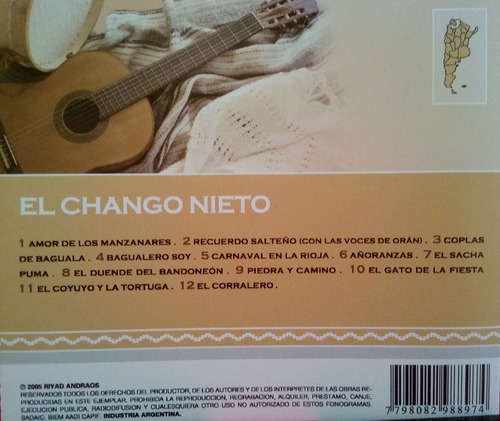 EL CHANGO NIETO
1 AMOR DE LOS MANZANARES . 2 RECUERDO SALTEÑO (CON LAS VOCES DE ORÁN) . 3 COPLAS
DE BAGUALA . 4 BAGUALERO SOY . 5 CARNAVAL EN LA RIOJA . 6 AÑORANZAS . 7 EL SACHA
PUMA . 8 EL DUENDE DEL BANDONEÓN . 9 PIEDRA Y CAMINO . 10 EL GATO DE LA FIESTA
11 EL COYUYO Y LA TORTUGA . 12 EL CORRALERO .
℗ 2005 RIYAD ANDRAOS
RESERVADOS TODOS LOS DERECHOS DEL PRODUCTOR, DE LOS AUTORES Y DE LOS INTERPRETES DE LAS OBRAS RE-
PRODUCIDAS EN ESTE EJEMPLAR. PROHIBIDA LA REPRODUCCION, REGRABACION, ALQUILER, PRESTAMO, CANJE,
EJECUCION PUBLICA, RADIODIFUSION Y CUALESQUIERA OTRO USO NO AUTORIZADO DE ESTOS FONOGRAMAS.
SADAIC. BIEM AADI CAPIF. INDUSTRIA ARGENTINA.
7 798082 988974